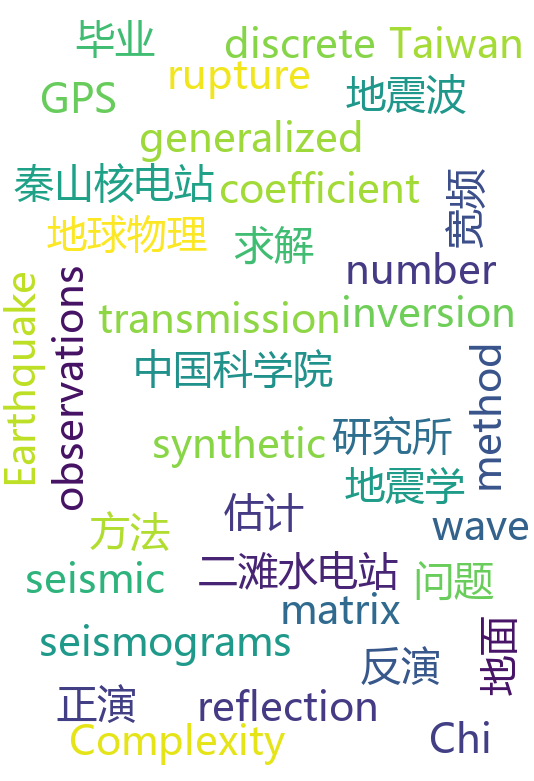 毕业
discrete Taiwan
rupture
GPS
地震波
generalized
秦山核电站
coefficient
宽频
地球物理
求解
number
Earthquake
observations
transmission
inversion
中国科学院
method
synthetic
研究所
地震学
估计
方法
wave
二滩水电站
问题
seismic
matrix
地面
seismograms
反演
正演
reflection
Complexity
Chi